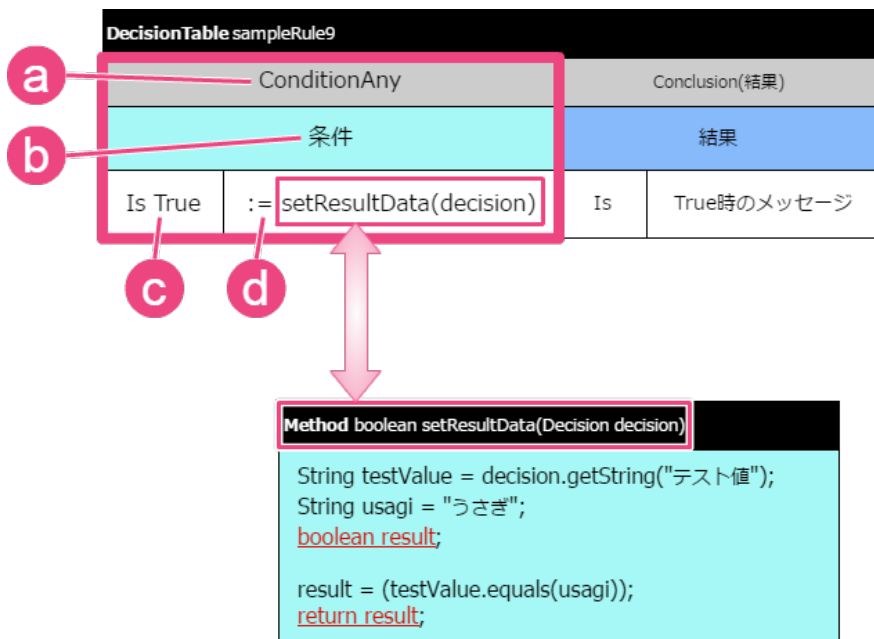 DecisionTable sampleRule9
a
ConditionAny
Conclusion(結果)
b
条件
結果
Is True
:= setResultData(decision)
Is
True時のメッセージ
c
d
Method boolean setResultData(Decision decision)
String testValue = decision.getString("テスト値");
String usagi = "うさぎ";
boolean result;
result = (testValue.equals(usagi));
return result;